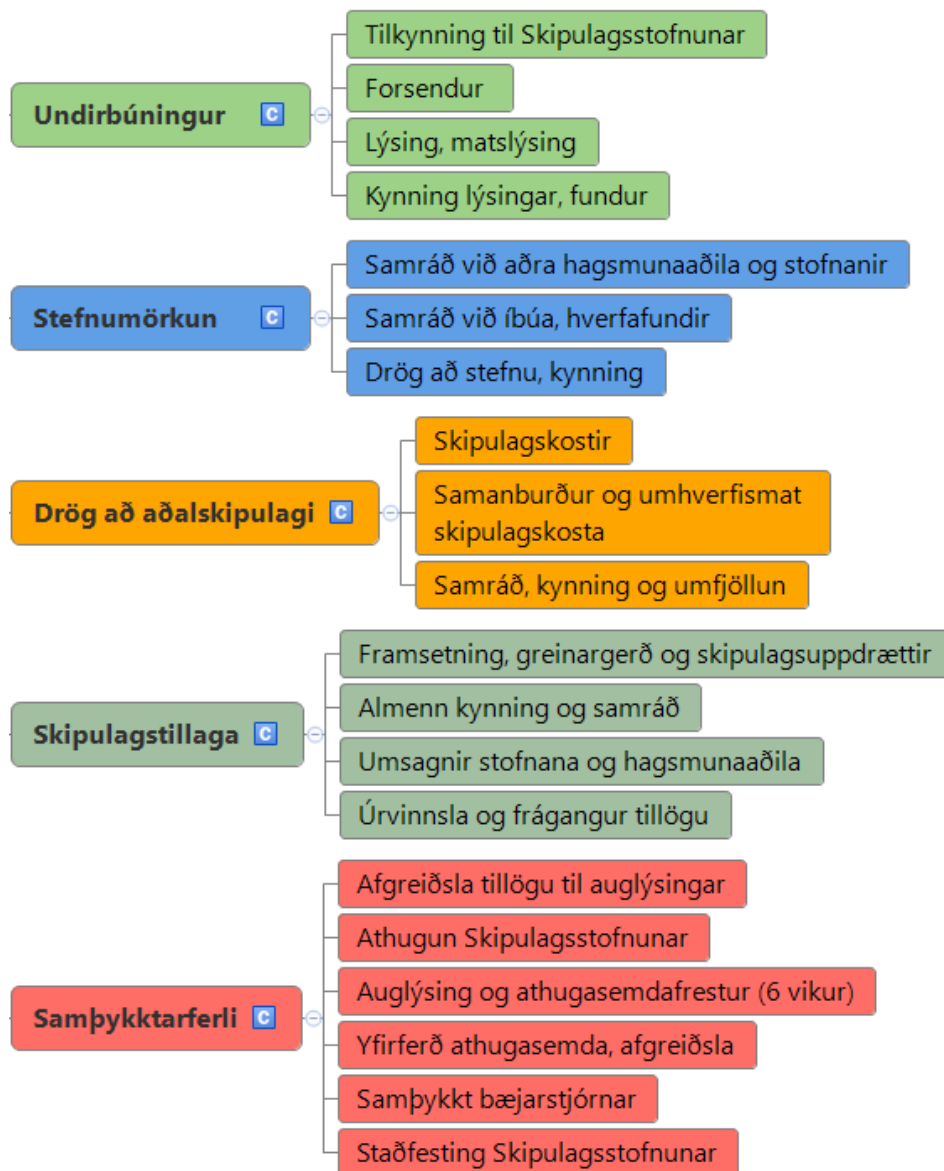 Undirbúningur C
Tilkynning til Skipulagsstofnunar
Forsendur
Lýsing, matslýsing
Kynning lýsingar, fundur
Stefnumörkun C
Samráð við aðra hagsmunaaðila og stofnanir
Samráð við íbúa, hverfafundir
Drög að stefnu, kynning
Drög að aðalskipulagi C
Skipulagskostir
Samanburður og umhverfismat
skipulagskosta
Samráð, kynning og umfjöllun
Skipulagstillaga C
Framsetning, greinargerð og skipulagsuppdrættir
Almenn kynning og samráð
Umsagnir stofnana og hagsmunaaðila
Úrvinnsla og frágangur tillögu
Samþykktarferli C
Afgreiðsla tillögu til auglýsingar
Athugun Skipulagsstofnunar
Auglýsing og athugasemdafrestur (6 vikur)
Yfirferð athugasemda, afgreiðsla
Samþykkt bæjarstjórnar
Staðfesting Skipulagsstofnunar